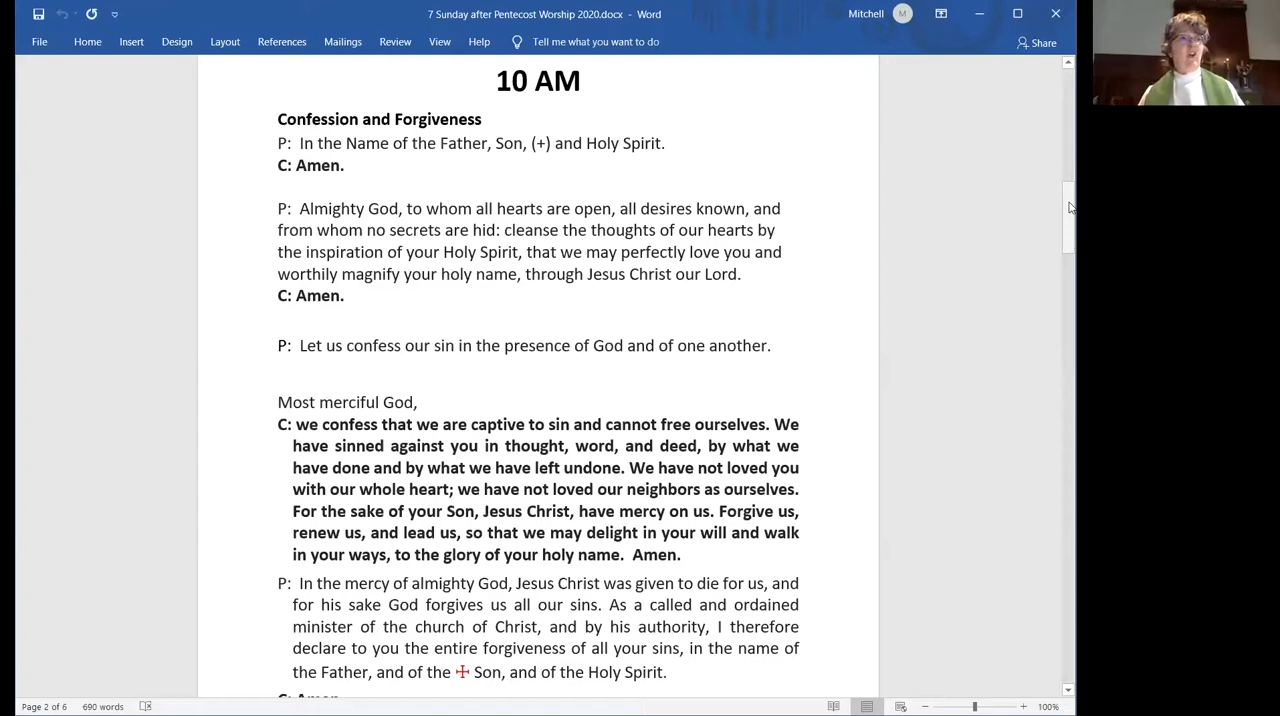 7 Sunday after Pentecost Worship 2020.docx - Word
Mitchell
M
File Home Insert Design Layout References Mailings Review View Help Tell me what you want to do
Share
10 AM
Confession and Forgiveness
P: In the Name of the Father, Son, (+) and Holy Spirit.
C: Amen.
P: Almighty God, to whom all hearts are open, all desires known, and
from whom no secrets are hid: cleanse the thoughts of our hearts by
the inspiration of your Holy Spirit, that we may perfectly love you and
worthily magnify your holy name, through Jesus Christ our Lord.
C: Amen.
P: Let us confess our sin in the presence of God and of one another.
Most merciful God,
C: we confess that we are captive to sin and cannot free ourselves. We
have sinned against you in thought, word, and deed, by what we
have done and by what we have left undone. We have not loved you
with our whole heart; we have not loved our neighbors as ourselves.
For the sake of your Son, Jesus Christ, have mercy on us. Forgive us,
renew us, and lead us, so that we may delight in your will and walk
in your ways, to the glory of your holy name. Amen.
P: In the mercy of almighty God, Jesus Christ was given to die for us, and
for his sake God forgives us all our sins. As a called and ordained
minister of the church of Christ, and by his authority, I therefore
declare to you the entire forgiveness of all your sins, in the name of
the Father, and of the ☩ Son, and of the Holy Spirit.
C: Amen
Page 2 of 6 690 words 100%